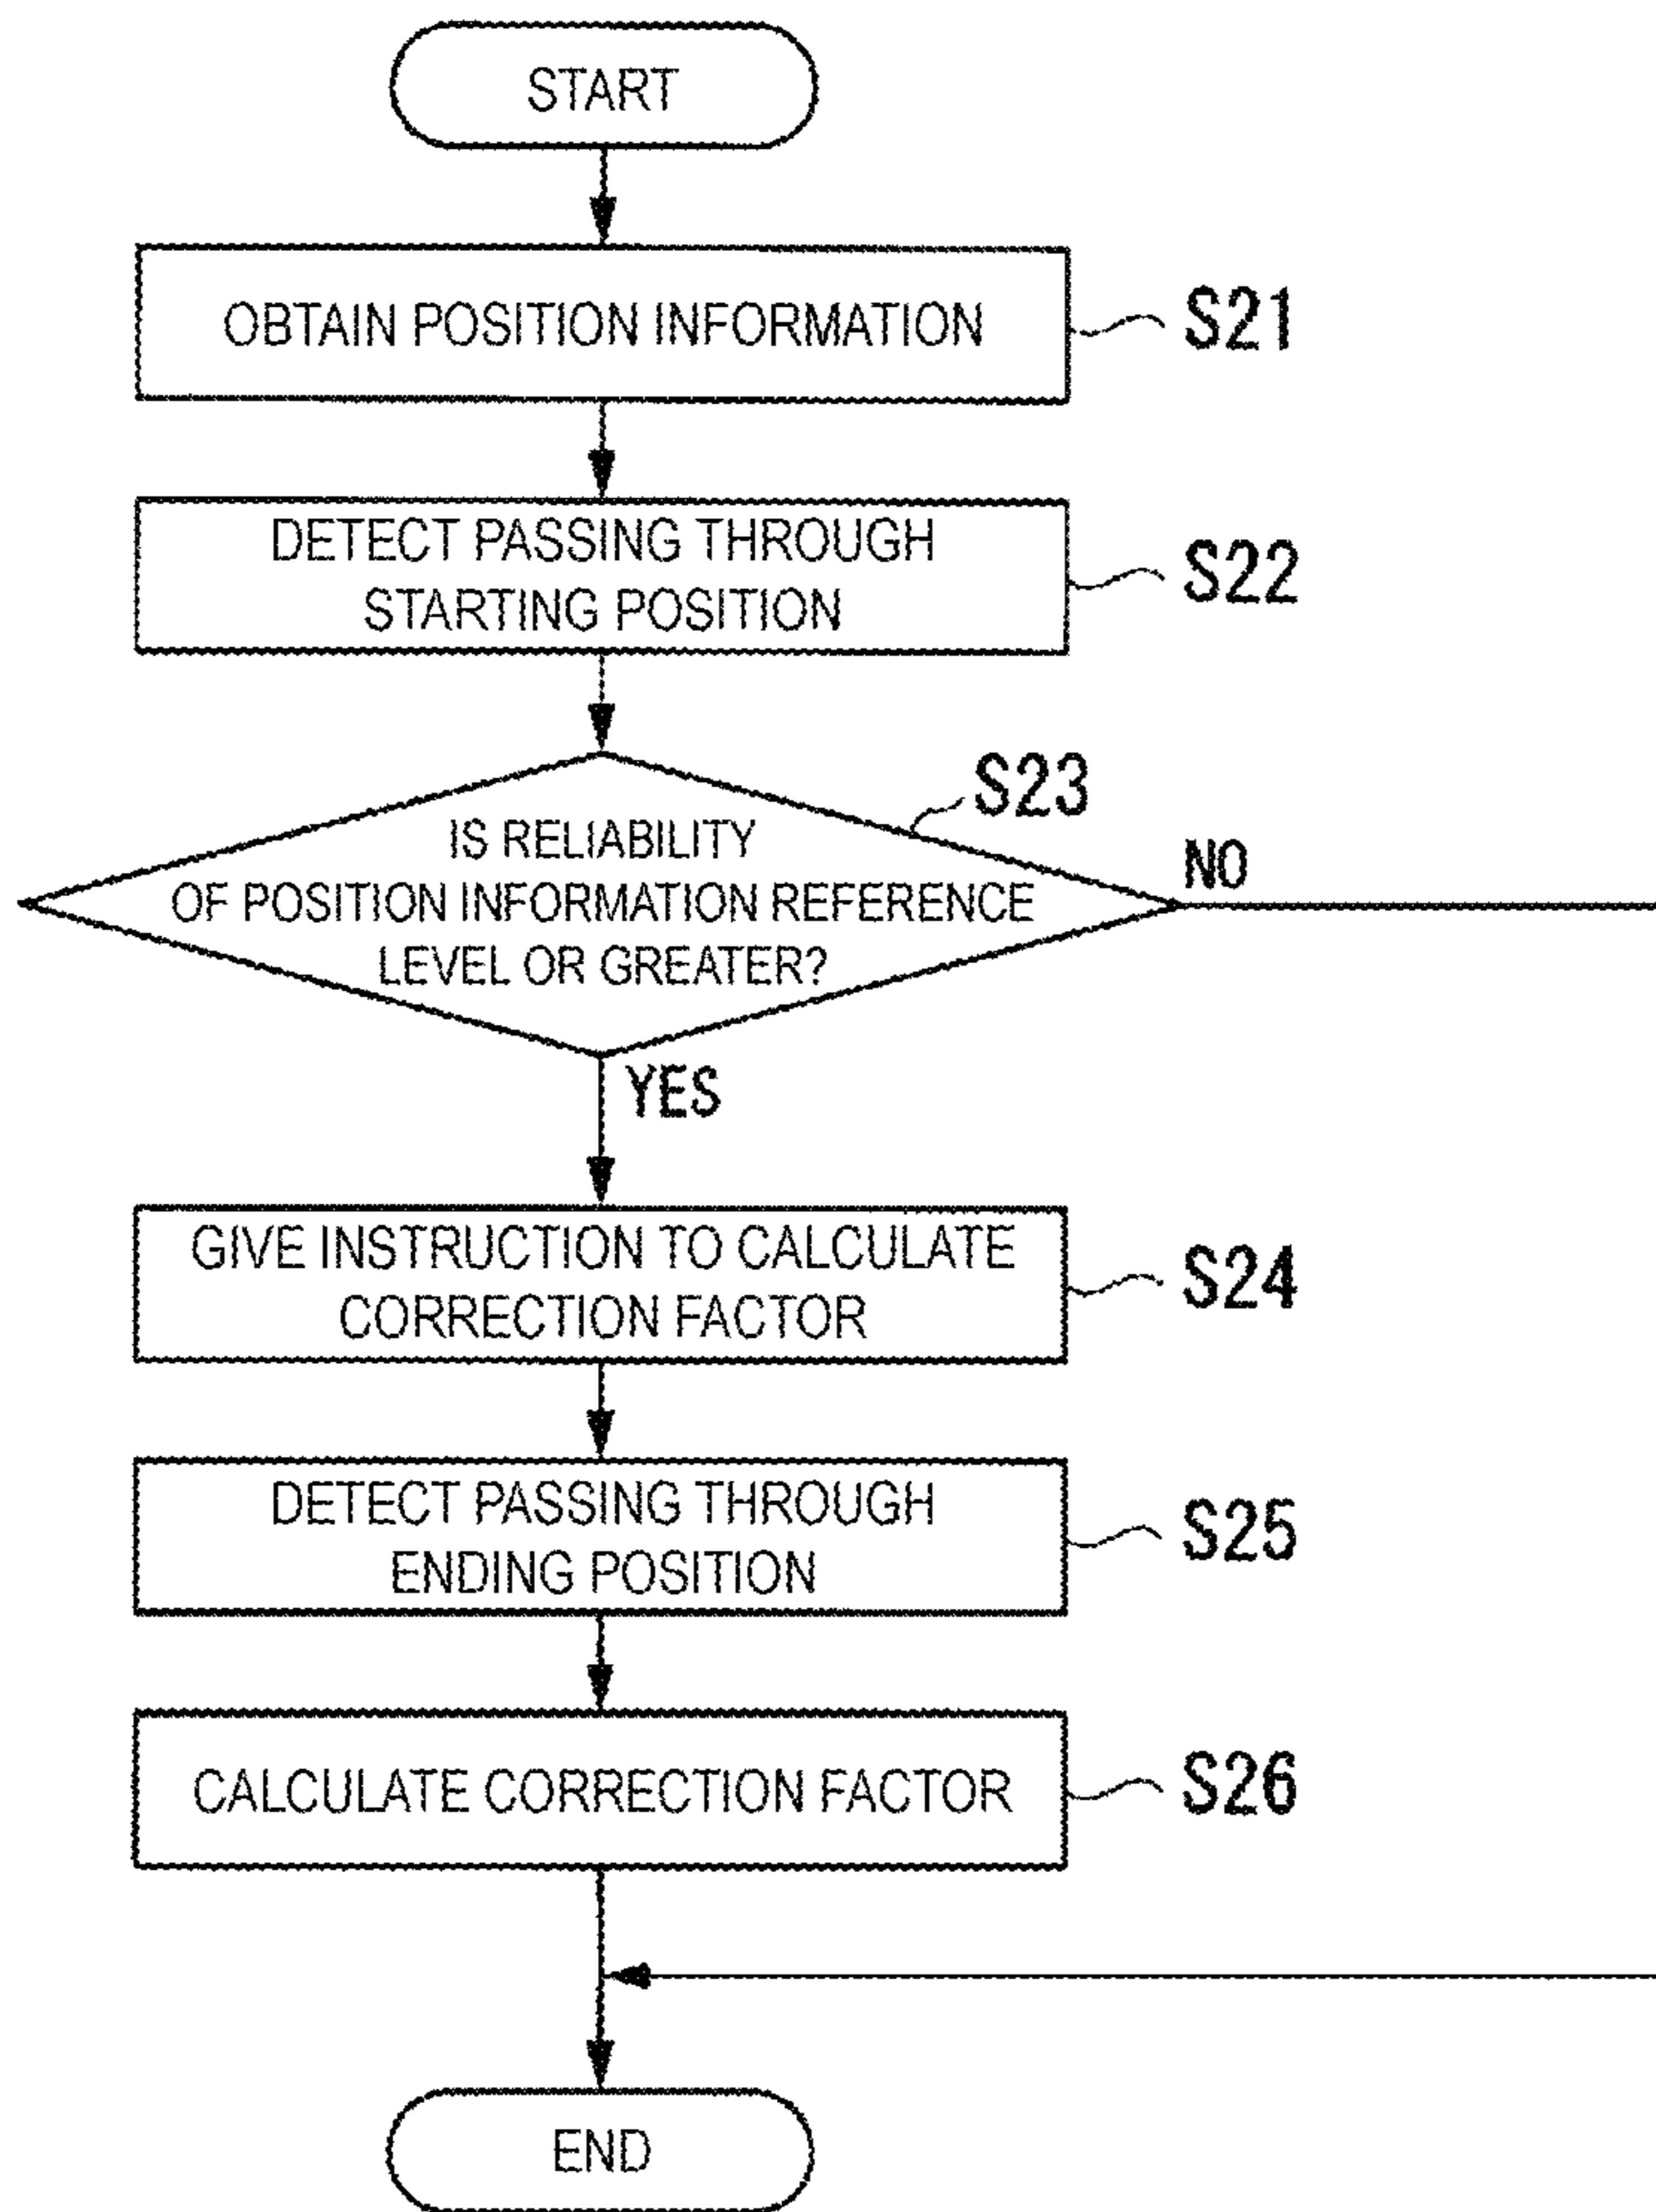 START
OBTAIN POSITION INFORMATION
S21
DETECT PASSING THROUGH
STARTING POSITION
S22
S23
IS RELIABILITY
OF POSITION INFORMATION REFERENCE
LEVEL OR GREATER?
NO
YES
GIVE INSTRUCTION TO CALCULATE
CORRECTION FACTOR
S24
DETECT PASSING THROUGH
ENDING POSITION
S25
CALCULATE CORRECTION FACTOR
S26
END